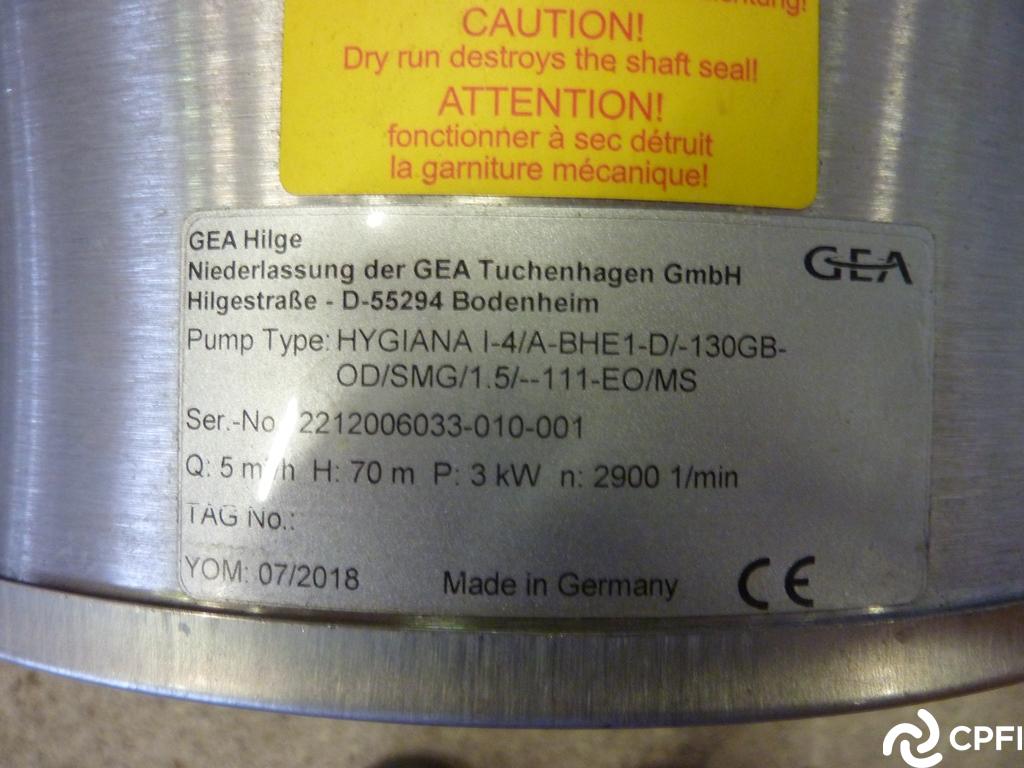 CAUTION!
Dry run destroys the shaft seal!
ATTENTION!
fonctionner à sec détruit
la garniture mécanique!
GEA Hilge
Niederlassung der GEA Tuchenhagen GmbH
Hilgestraße - D-55294 Bodenheim
GEA
Pump Type: HYGIANA I-4/A-BHE1-D/-130GB-
OD/SMG/1.5/--111-EO/MS
Ser.-No 2212006033-010-001
Q: 5 m³/h H: 70 m P: 3 kW n: 2900 1/min
TAG No.:
YOM: 07/2018 Made in Germany CE
CPFI